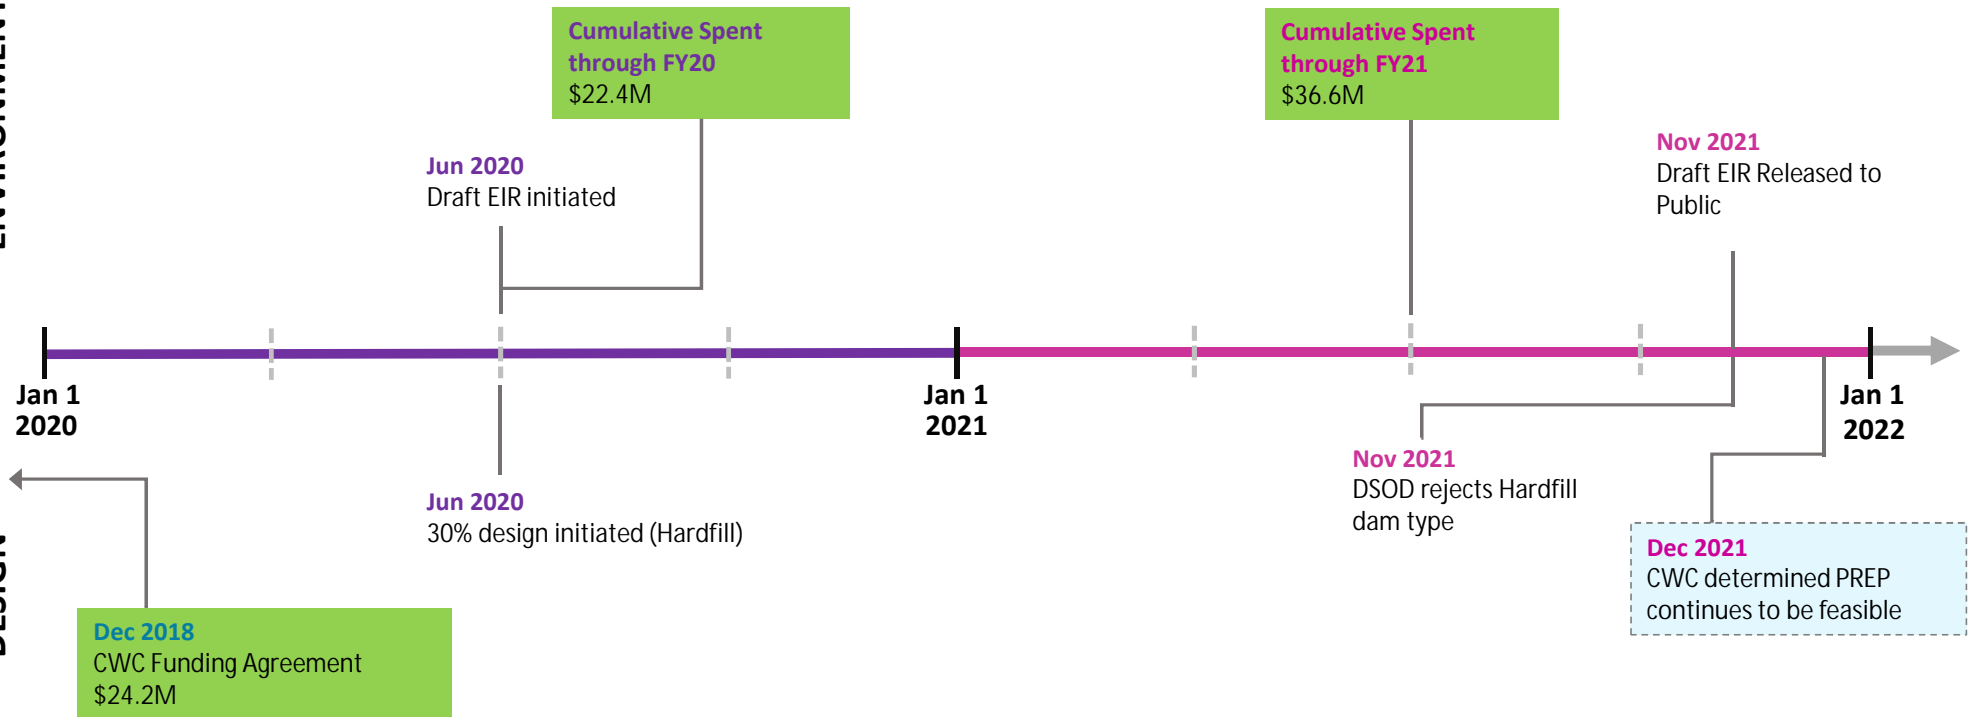 Cumulative Spent
through FY20
$22.4M
Cumulative Spent
through FY21
$36.6M
Jun 2020
Draft EIR initiated
Nov 2021
Draft EIR Released to
Public
Jan 1
2020
Jan 1
2021
Jan 1
2022
Jun 2020
30% design initiated (Hardfill)
Nov 2021
DSOD rejects Hardfill
dam type
Dec 2021
CWC determined PREP
continues to be feasible
Dec 2018
CWC Funding Agreement
$24.2M
ENVIRONMENT
DESIGN